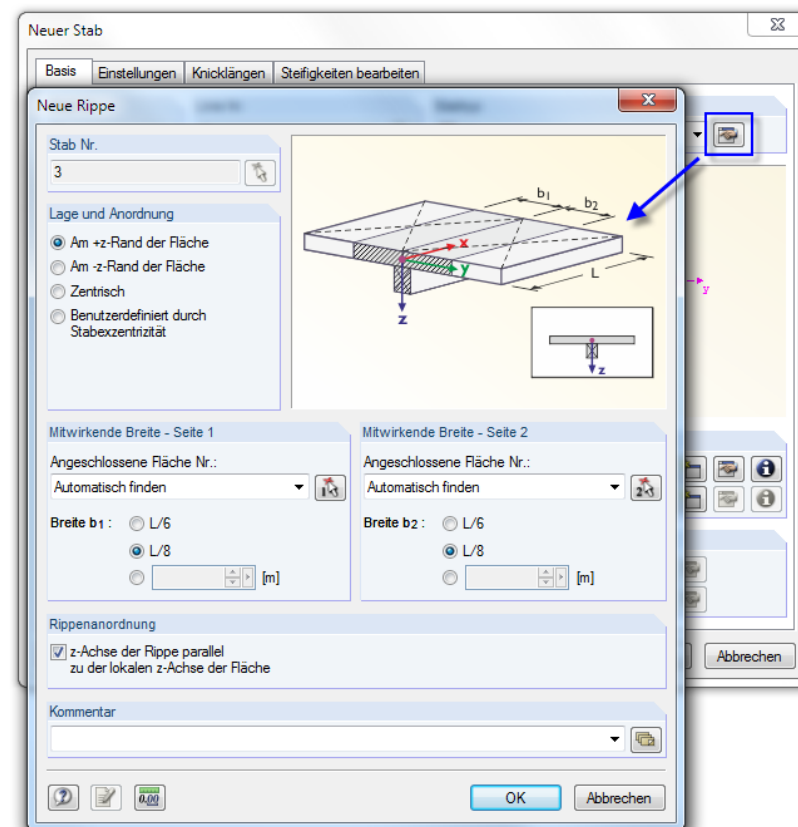 Neuer Stab
Basis Einstellungen Knicklängen Steifigkeiten bearbeiten
Neue Rippe
Stab Nr.
3
Lage und Anordnung
Am +z-Rand der Fläche
Am -z-Rand der Fläche
Zentrisch
Benutzerdefiniert durch
Stabexzentrizität
b1
b2
x
y
L
z
z
y
Mitwirkende Breite - Seite 1
Angeschlossene Fläche Nr.:
Automatisch finden
1
Breite b1 :
L/6
L/8
[m]
Mitwirkende Breite - Seite 2
Angeschlossene Fläche Nr.:
Automatisch finden
2
Breite b2 :
L/6
L/8
[m]
Rippenanordnung
z-Achse der Rippe parallel
zu der lokalen z-Achse der Fläche
Abbrechen
Kommentar
0.00
OK
Abbrechen